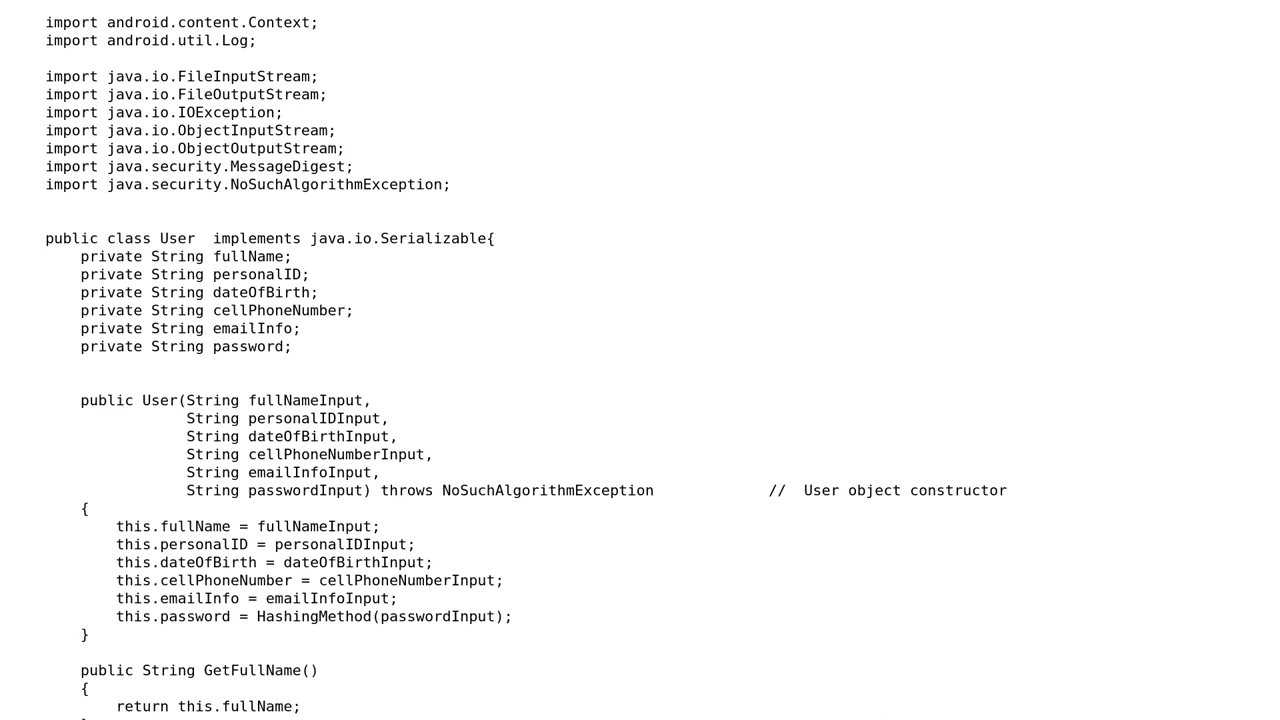 import android.content.Context;
import android.util.Log;

import java.io.FileInputStream;
import java.io.FileOutputStream;
import java.io.IOException;
import java.io.ObjectInputStream;
import java.io.ObjectOutputStream;
import java.security.MessageDigest;
import java.security.NoSuchAlgorithmException;


public class User  implements java.io.Serializable{
    private String fullName;
    private String personalID;
    private String dateOfBirth;
    private String cellPhoneNumber;
    private String emailInfo;
    private String password;


    public User(String fullNameInput,
                String personalIDInput,
                String dateOfBirthInput,
                String cellPhoneNumberInput,
                String emailInfoInput,
                String passwordInput) throws NoSuchAlgorithmException             //  User object constructor
    {
        this.fullName = fullNameInput;
        this.personalID = personalIDInput;
        this.dateOfBirth = dateOfBirthInput;
        this.cellPhoneNumber = cellPhoneNumberInput;
        this.emailInfo = emailInfoInput;
        this.password = HashingMethod(passwordInput);
    }

    public String GetFullName()
    {
        return this.fullName;